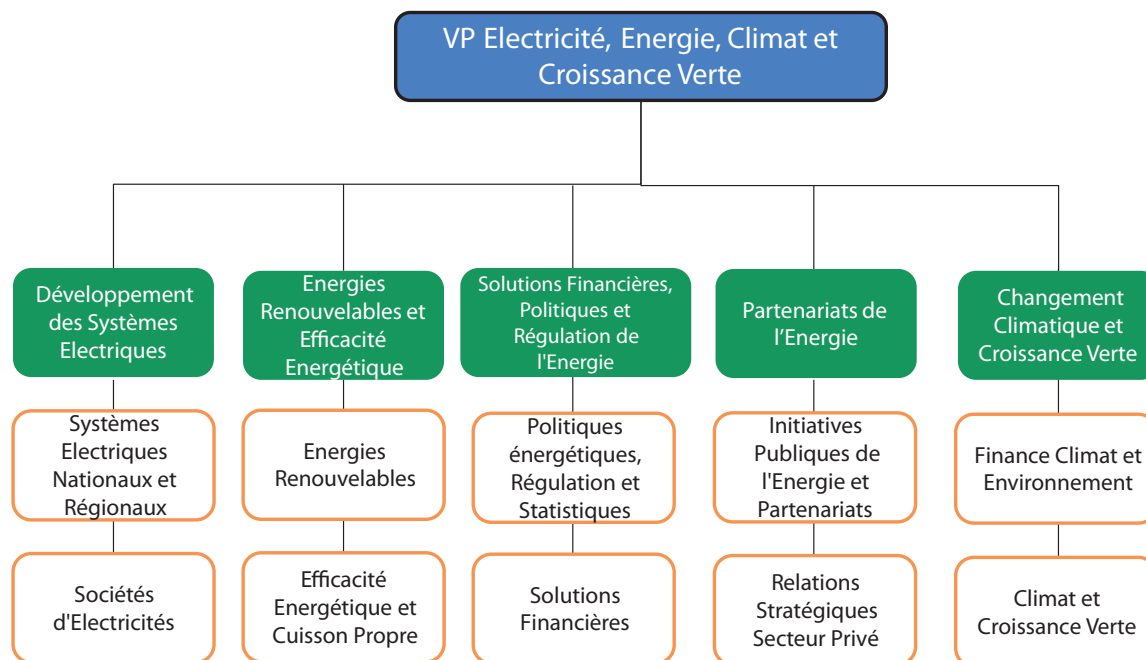 VP Electricité, Energie, Climat et
Croissance Verte
Développement
des Systèmes
Electriques
Energies
Renouvelables et
Efficacité
Energétique
Solutions Financières,
Politiques et
Régulation de
l'Energie
Partenariats de
l’Energie
Changement
Climatique et
Croissance Verte
Systèmes
Electriques
Nationaux et
Régionaux
Energies
Renouvelables
Politiques
énergétiques,
Régulation et
Statistiques
Initiatives
Publiques de
l'Energie et
Partenariats
Finance Climat et
Environnement
Sociétés
d'Electricités
Efficacité
Energétique et
Cuisson Propre
Solutions
Financières
Relations
Stratégiques
Secteur Privé
Climat et
Croissance Verte